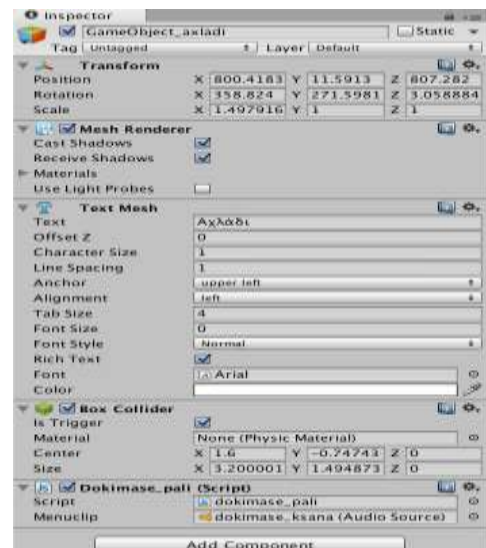 Inspector
GameObject_axladi Static
Tag Untagged Layer Default
Transform
Position X 800.4183 Y 11.5913 Z 807.282
Rotation X 358.824 Y 271.5981 Z 3.058884
Scale X 1.497916 Y 1 Z 1
Mesh Renderer
Cast Shadows
Receive Shadows
Materials
Use Light Probes
Text Mesh
Text Αχλάδι
Offset Z 0
Character Size 1
Line Spacing 1
Anchor upper left
Alignment left
Tab Size 4
Font Size 0
Font Style Normal
Rich Text
Font Arial
Color
Box Collider
Is Trigger
Material None (Physic Material)
Center X 1.6 Y -0.74743 Z 0
Size X 3.200001 Y 1.494873 Z 0
Dokimase_pali (Script)
Script dokimase_pali
Menuclip dokimase_ksana (Audio Source)
Add Component